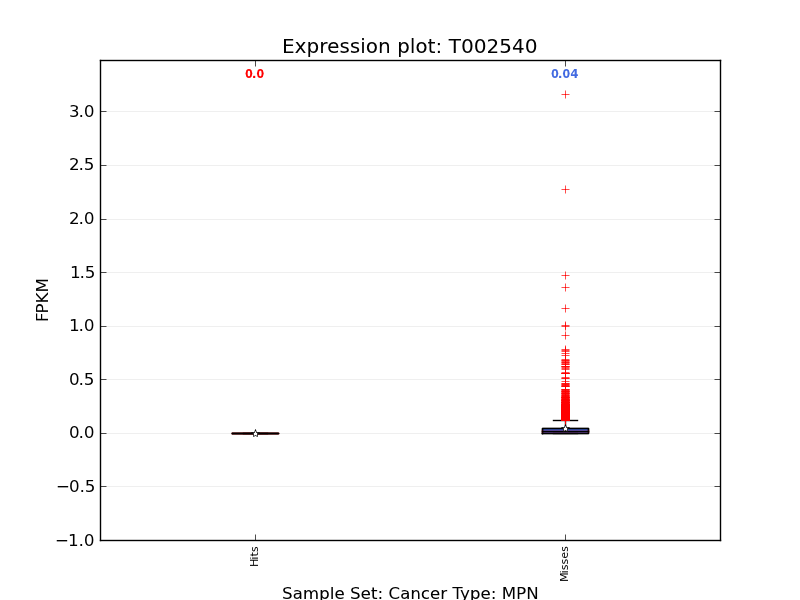 Expression plot: T002540
0.0
0.04
3.0
2.5
2.0
1.5
1.0
0.5
0.0
−0.5
−1.0
FPKM
Hits
Misses
Sample Set: Cancer Type: MPN